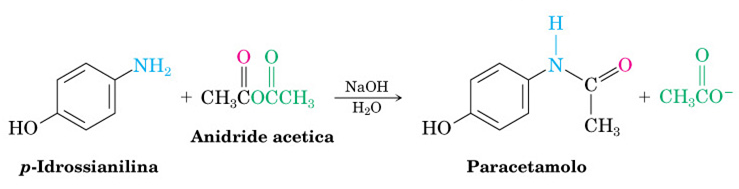 H
O O
NH₂ N O O
+ CH₃COCCH₃ NaOH C + CH₃CO⁻
H₂O
HO HO CH₃
Anidride acetica
p-Idrossianilina Paracetamolo